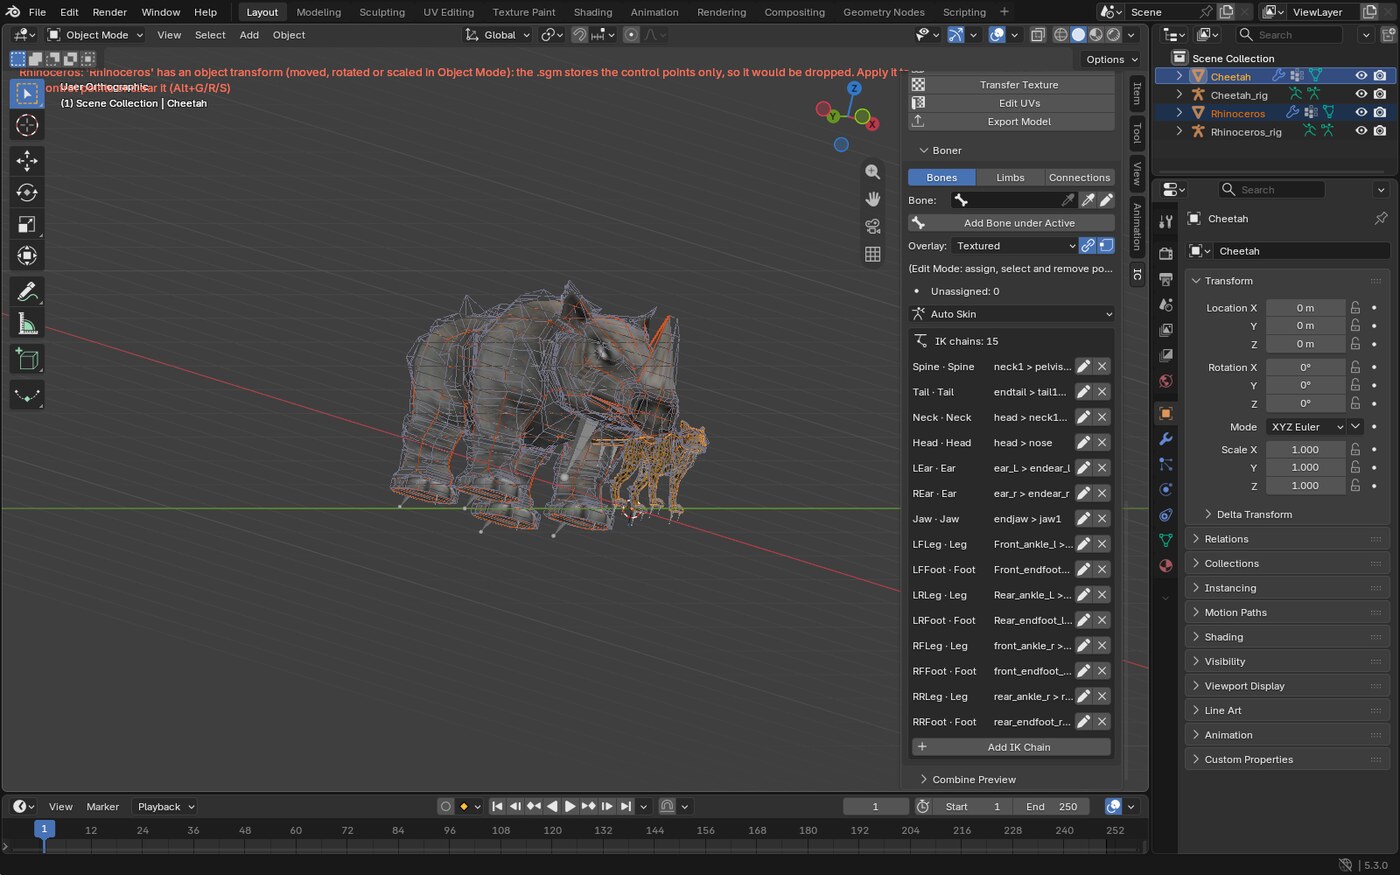 File Edit Render Window Help Layout Modeling Sculpting UV Editing Texture Paint Shading Animation Rendering Compositing Geometry Nodes Scripting Scene ViewLayer
Object Mode View Select Add Object Global Search
Options
Rhinoceros: 'Rhinoceros' has an object transform (moved, rotated or scaled in Object Mode): the .sgm stores the control points only, so it would be dropped. Apply it to
User Orthographic
(Alt+G/R/S)
(1) Scene Collection | Cheetah
Z
Y
X
Transfer Texture
Edit UVs
Export Model
Boner
Bones Limbs Connections
Bone:
Add Bone under Active
Overlay: Textured
(Edit Mode: assign, select and remove po...
Unassigned: 0
Auto Skin
IK chains: 15
Spine · Spine neck1 > pelvis...
Tail · Tail endtail > tail1...
Neck · Neck head > neck1...
Head · Head head > nose
LEar · Ear ear_L > endear_l
REar · Ear ear_r > endear_r
Jaw · Jaw endjaw > jaw1
LFLeg · Leg Front_ankle_l >...
LFFoot · Foot Front_endfoot...
LRLeg · Leg Rear_ankle_L >...
LRFoot · Foot Rear_endfoot_l...
RFLeg · Leg front_ankle_r >...
RFFoot · Foot front_endfoot_...
RRLeg · Leg rear_ankle_r > r...
RRFoot · Foot rear_endfoot_r...
Add IK Chain
Combine Preview
Item
Tool
View
Animation
IC
Scene Collection
Cheetah
Cheetah_rig
Rhinoceros
Rhinoceros_rig
Search
Cheetah
Cheetah
Transform
Location X 0 m
Y 0 m
Z 0 m
Rotation X 0°
Y 0°
Z 0°
Mode XYZ Euler
Scale X 1.000
Y 1.000
Z 1.000
Delta Transform
Relations
Collections
Instancing
Motion Paths
Shading
Visibility
Viewport Display
Line Art
Animation
Custom Properties
View Marker Playback 1 Start 1 End 250
1 12 24 36 48 60 72 84 96 108 120 132 144 156 168 180 192 204 216 228 240 252
5.3.0